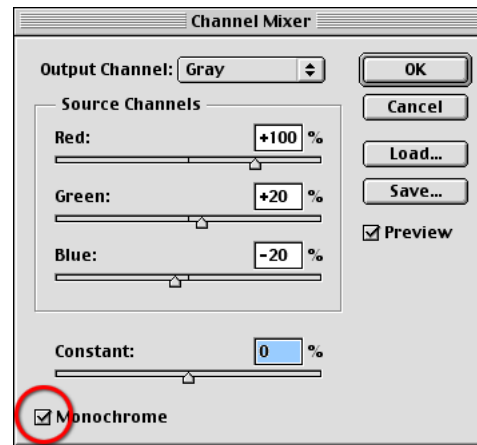 Channel Mixer
Output Channel: Gray
OK
Source Channels
Cancel
Red: +100 %
Load...
Green: +20 %
Save...
Preview
Blue: -20 %
Constant: 0 %
Monochrome